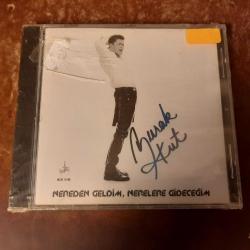 Burak
Kut
NEREDEN GELDİM, NERELERE GİDECEĞİM